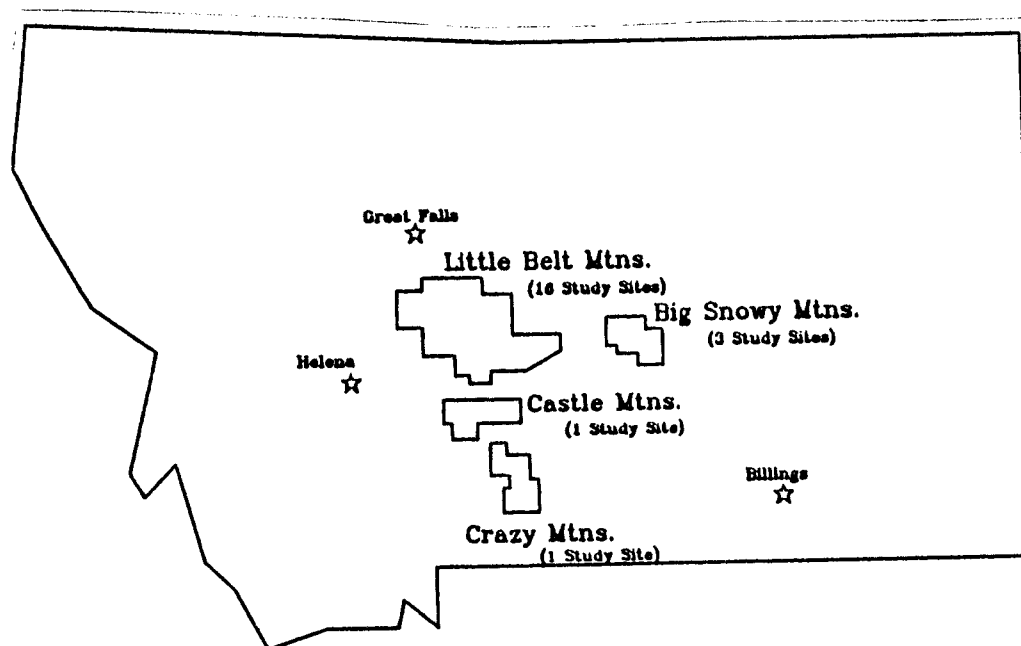 Great Falls
Little Belt Mtns.
(16 Study Sites)
Big Snowy Mtns.
(3 Study Sites)
Helena
Castle Mtns.
(1 Study Site)
Billings
Crazy Mtns.
(1 Study Site)